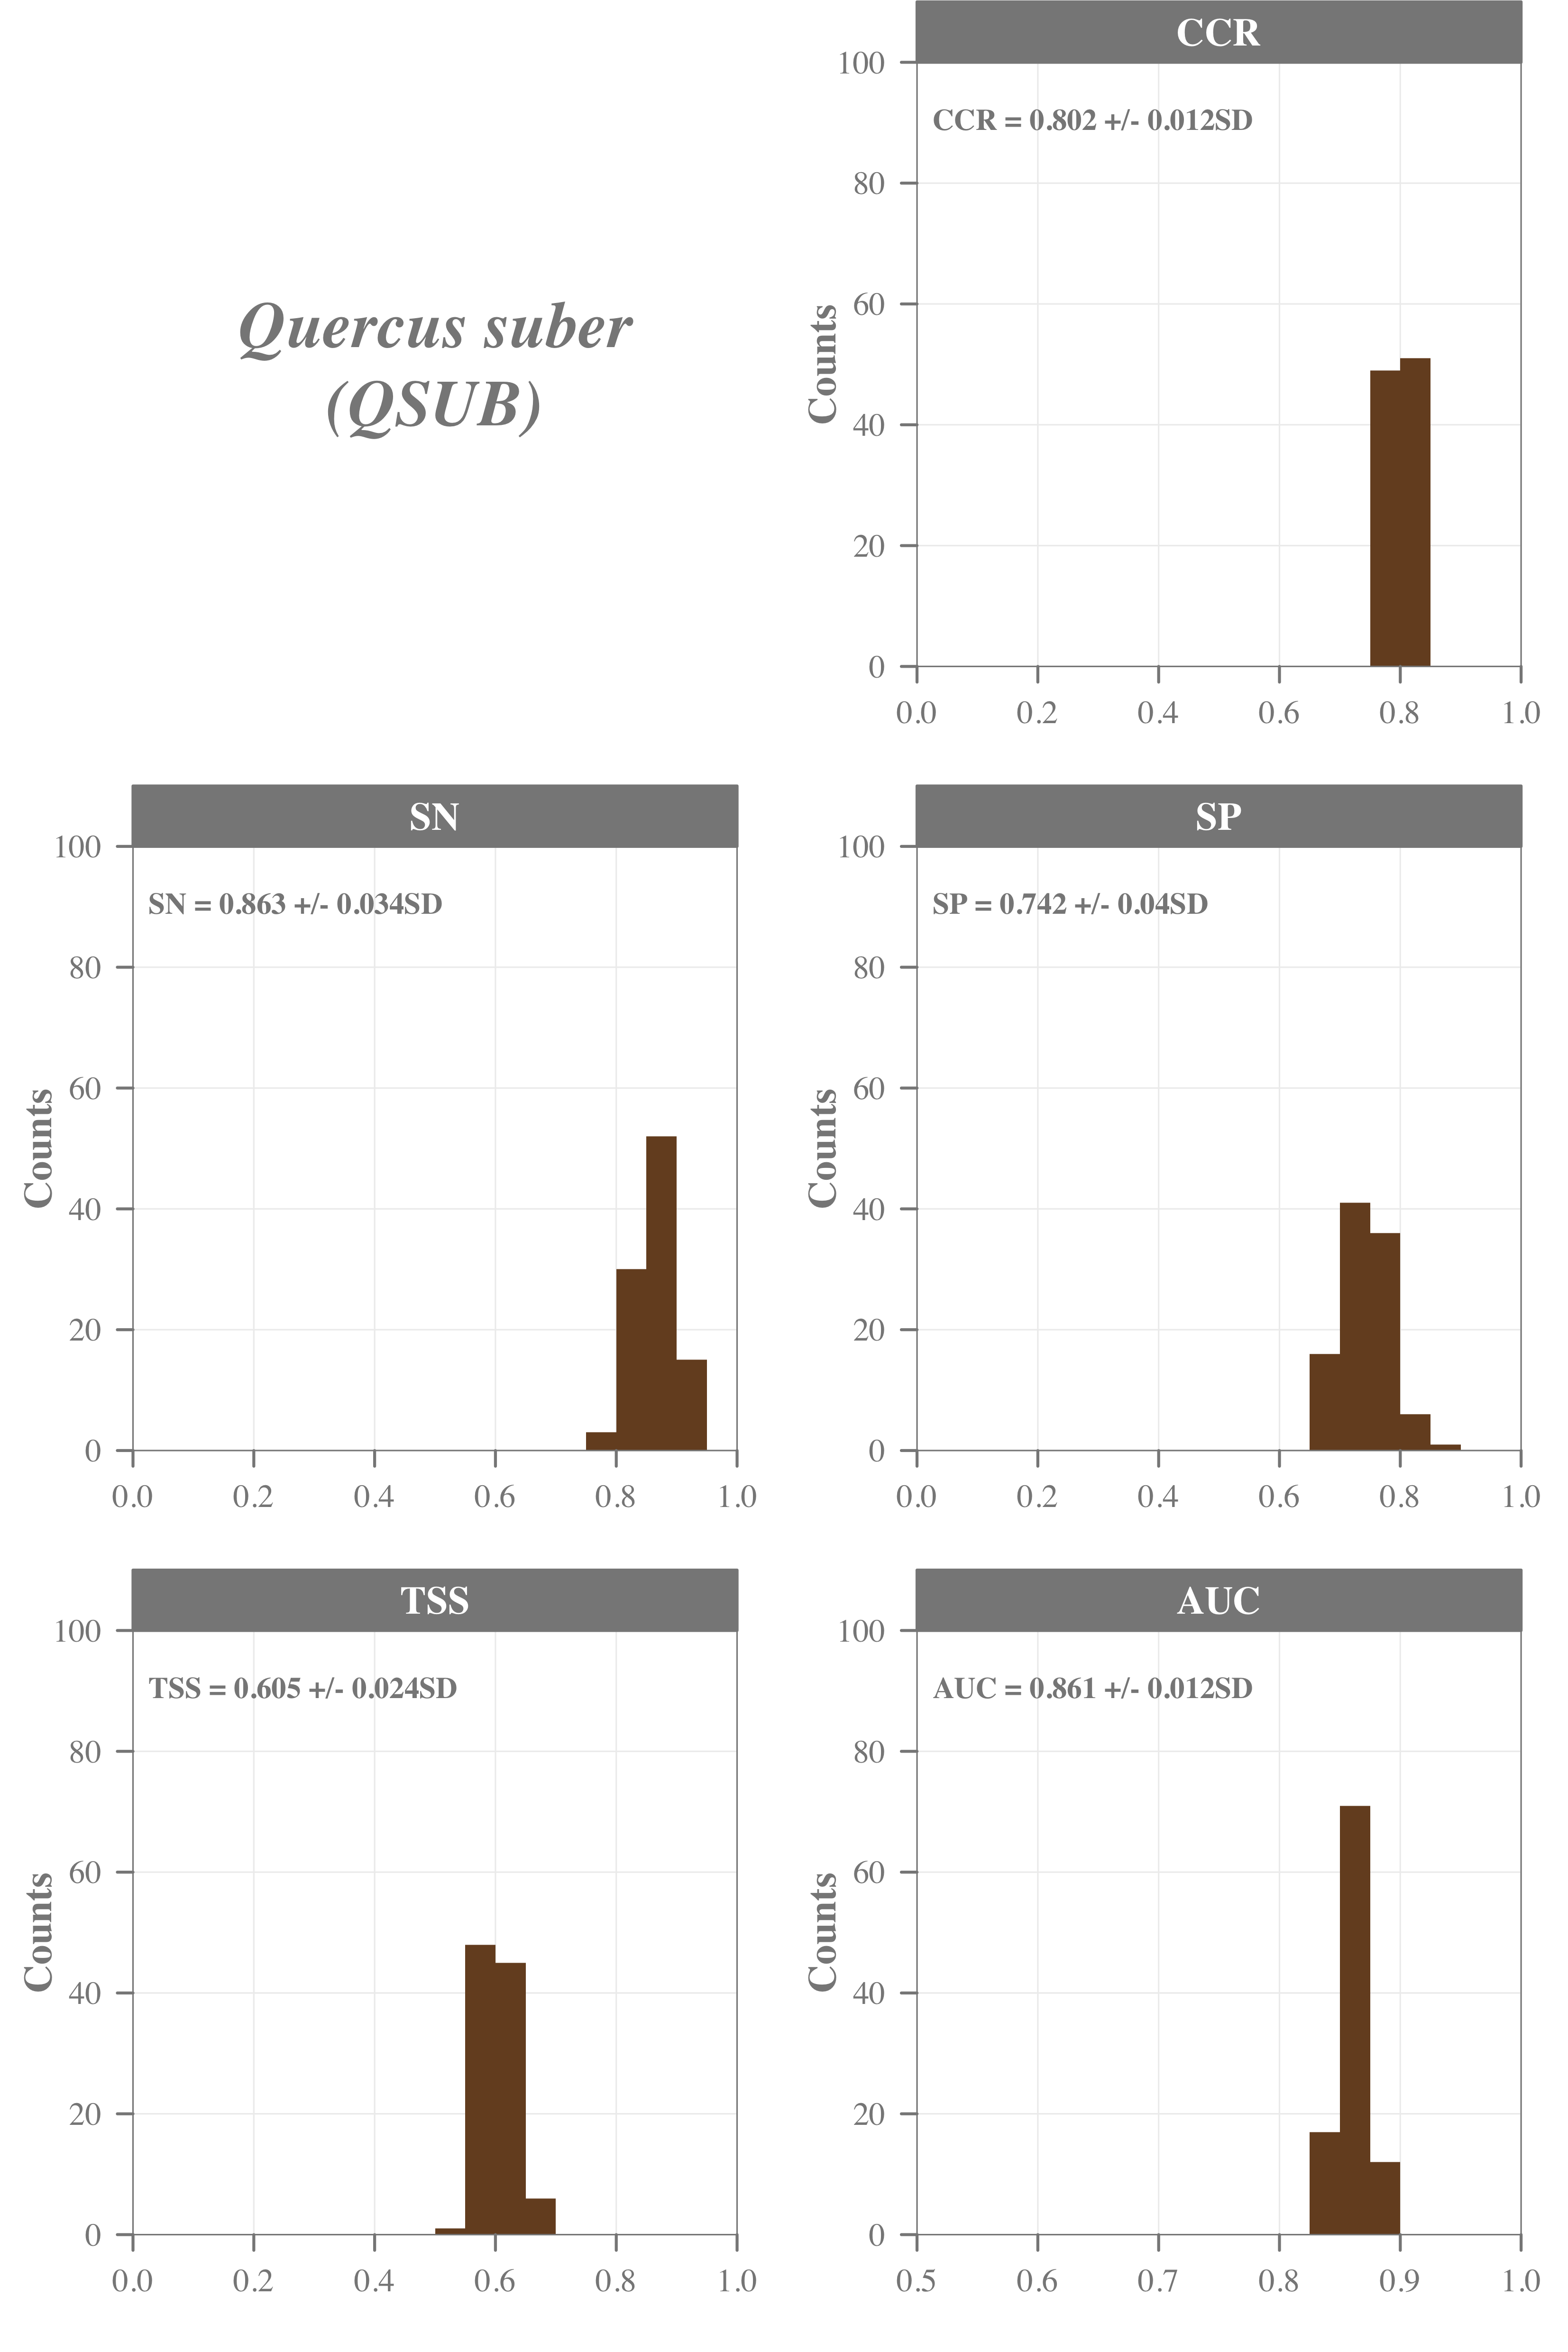 Quercus suber
(QSUB)
CCR
CCR = 0.802 +/- 0.012SD
Counts
100
80
60
40
20
0
0.0 0.2 0.4 0.6 0.8 1.0
SN
SN = 0.863 +/- 0.034SD
Counts
100
80
60
40
20
0
0.0 0.2 0.4 0.6 0.8 1.0
SP
SP = 0.742 +/- 0.04SD
Counts
100
80
60
40
20
0
0.0 0.2 0.4 0.6 0.8 1.0
TSS
TSS = 0.605 +/- 0.024SD
Counts
100
80
60
40
20
0
0.0 0.2 0.4 0.6 0.8 1.0
AUC
AUC = 0.861 +/- 0.012SD
Counts
100
80
60
40
20
0
0.5 0.6 0.7 0.8 0.9 1.0